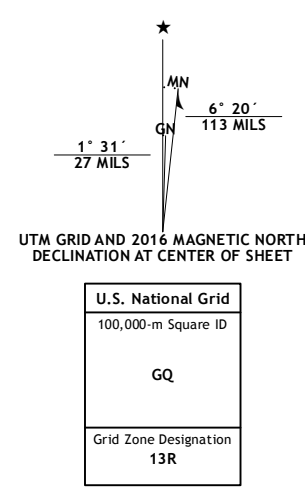 ★
MN
GN
6° 20´
113 MILS
1° 31´
27 MILS
UTM GRID AND 2016 MAGNETIC NORTH
DECLINATION AT CENTER OF SHEET
U.S. National Grid
100,000-m Square ID
GQ
Grid Zone Designation
13R